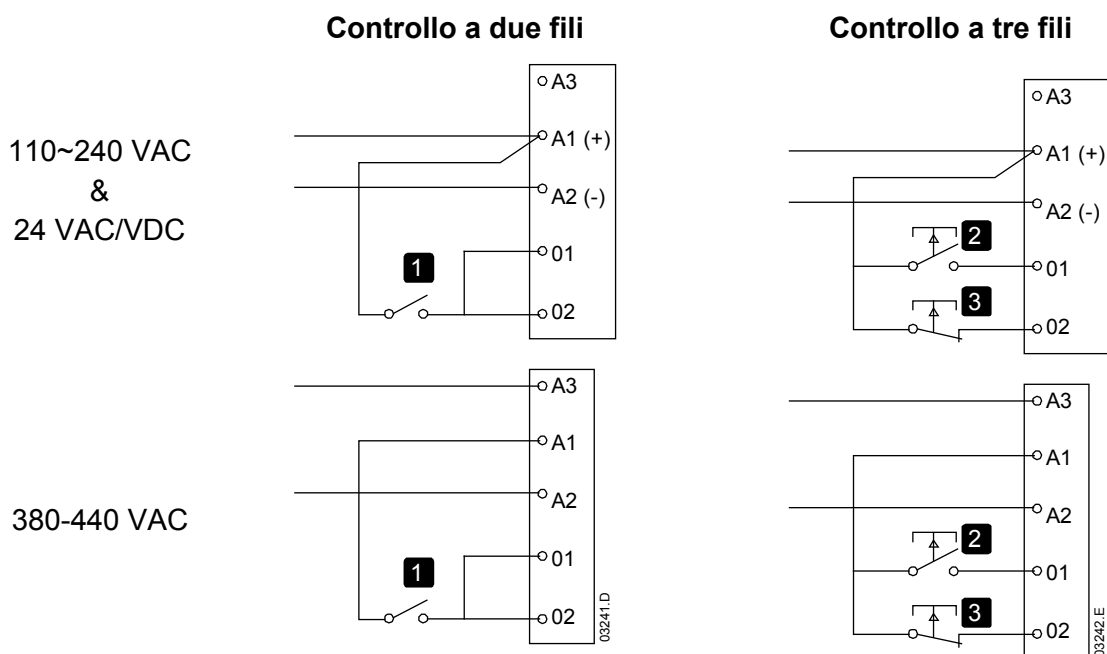 Controllo a due fili
Controllo a tre fili
110~240 VAC
&
24 VAC/VDC
A3
A1 (+)
A2 (-)
01
02
1
A3
A1 (+)
A2 (-)
01
02
2
3
380-440 VAC
A3
A1
A2
01
02
1
03241.D
A3
A1
A2
01
02
2
3
03242.E